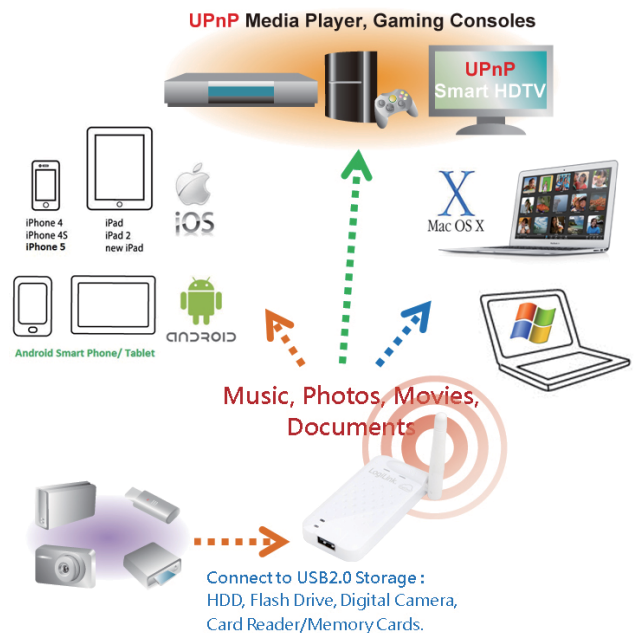 UPnP Media Player, Gaming Consoles
UPnP
Smart HDTV
iPhone 4
iPhone 4S
iPhone 5
iPad
iPad 2
new iPad
iOS
X
Mac OS X
Android Smart Phone/ Tablet
ANDROID
Music, Photos, Movies,
Documents
LogiLink
Connect to USB2.0 Storage :
HDD, Flash Drive, Digital Camera,
Card Reader/Memory Cards.